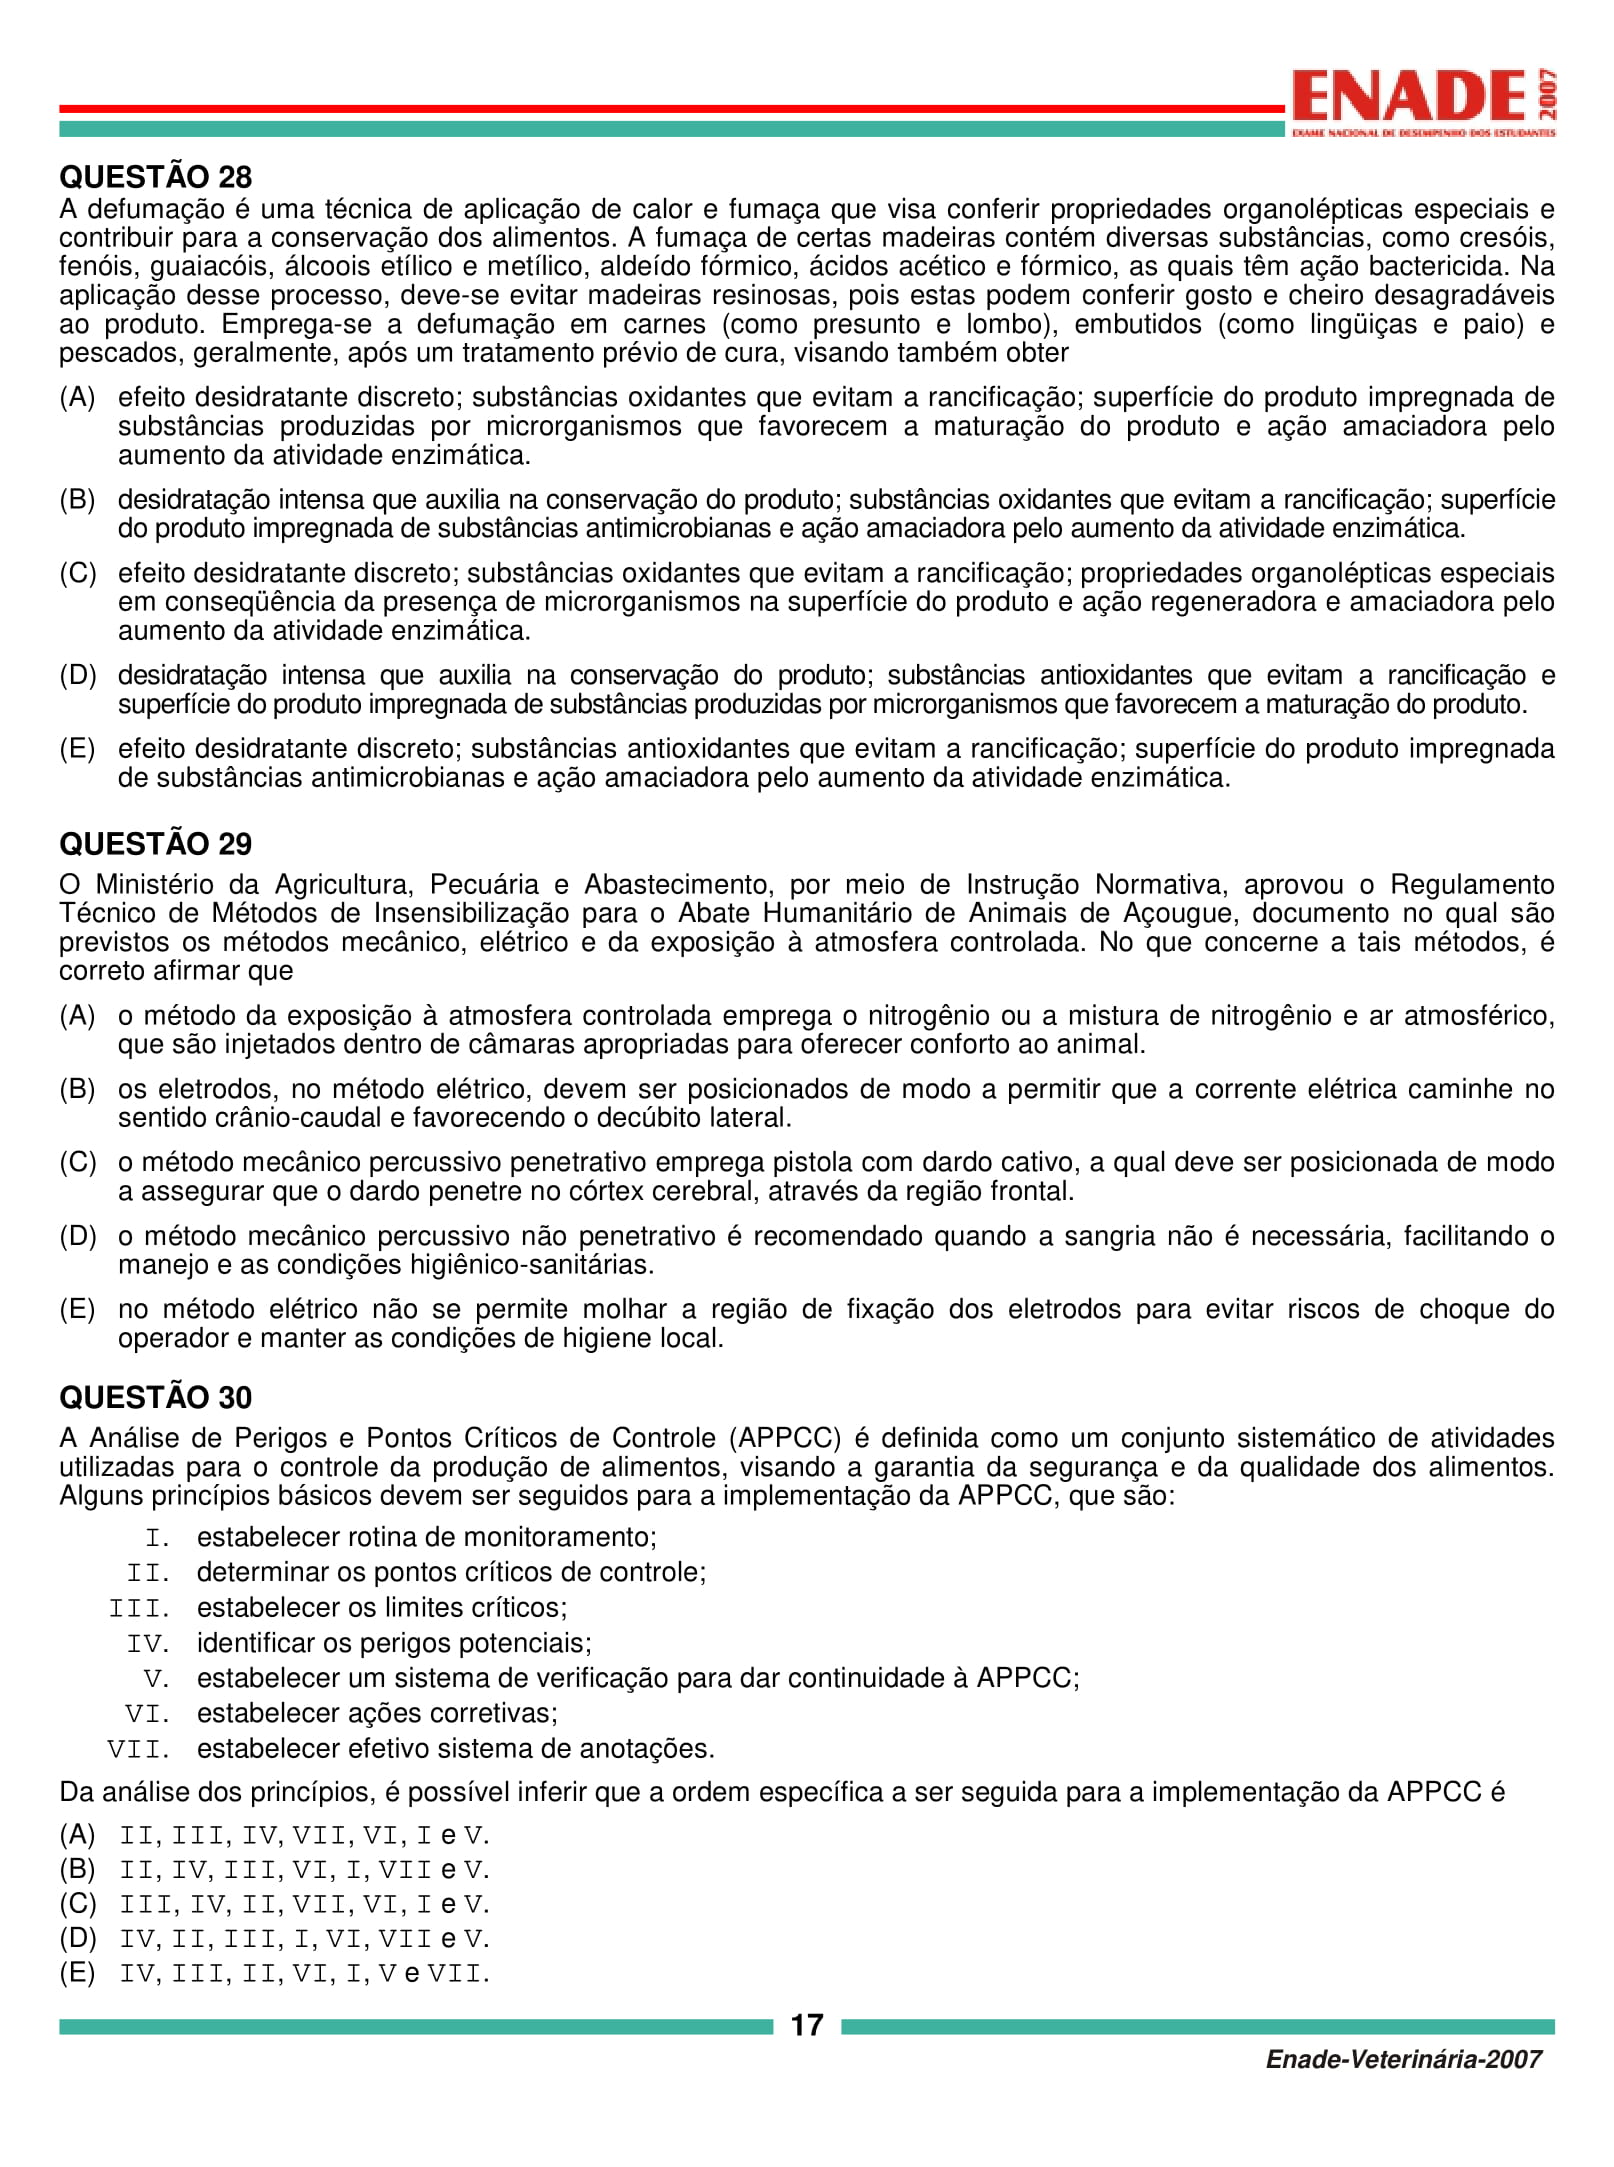 ENADE 2007
EXAME NACIONAL DE DESEMPENHO DOS ESTUDANTES
QUESTÃO 28
A defumação é uma técnica de aplicação de calor e fumaça que visa conferir propriedades organolépticas especiais e
contribuir para a conservação dos alimentos. A fumaça de certas madeiras contém diversas substâncias, como cresóis,
fenóis, guaiacóis, álcoois etílico e metílico, aldeído fórmico, ácidos acético e fórmico, as quais têm ação bactericida. Na
aplicação desse processo, deve-se evitar madeiras resinosas, pois estas podem conferir gosto e cheiro desagradáveis
ao produto. Emprega-se a defumação em carnes (como presunto e lombo), embutidos (como lingüiças e paio) e
pescados, geralmente, após um tratamento prévio de cura, visando também obter
(A) efeito desidratante discreto; substâncias oxidantes que evitam a rancificação; superfície do produto impregnada de
substâncias produzidas por microrganismos que favorecem a maturação do produto e ação amaciadora pelo
aumento da atividade enzimática.
(B) desidratação intensa que auxilia na conservação do produto; substâncias oxidantes que evitam a rancificação; superfície
do produto impregnada de substâncias antimicrobianas e ação amaciadora pelo aumento da atividade enzimática.
(C) efeito desidratante discreto; substâncias oxidantes que evitam a rancificação; propriedades organolépticas especiais
em conseqüência da presença de microrganismos na superfície do produto e ação regeneradora e amaciadora pelo
aumento da atividade enzimática.
(D) desidratação intensa que auxilia na conservação do produto; substâncias antioxidantes que evitam a rancificação e
superfície do produto impregnada de substâncias produzidas por microrganismos que favorecem a maturação do produto.
(E) efeito desidratante discreto; substâncias antioxidantes que evitam a rancificação; superfície do produto impregnada
de substâncias antimicrobianas e ação amaciadora pelo aumento da atividade enzimática.
QUESTÃO 29
O Ministério da Agricultura, Pecuária e Abastecimento, por meio de Instrução Normativa, aprovou o Regulamento
Técnico de Métodos de Insensibilização para o Abate Humanitário de Animais de Açougue, documento no qual são
previstos os métodos mecânico, elétrico e da exposição à atmosfera controlada. No que concerne a tais métodos, é
correto afirmar que
(A) o método da exposição à atmosfera controlada emprega o nitrogênio ou a mistura de nitrogênio e ar atmosférico,
que são injetados dentro de câmaras apropriadas para oferecer conforto ao animal.
(B) os eletrodos, no método elétrico, devem ser posicionados de modo a permitir que a corrente elétrica caminhe no
sentido crânio-caudal e favorecendo o decúbito lateral.
(C) o método mecânico percussivo penetrativo emprega pistola com dardo cativo, a qual deve ser posicionada de modo
a assegurar que o dardo penetre no córtex cerebral, através da região frontal.
(D) o método mecânico percussivo não penetrativo é recomendado quando a sangria não é necessária, facilitando o
manejo e as condições higiênico-sanitárias.
(E) no método elétrico não se permite molhar a região de fixação dos eletrodos para evitar riscos de choque do
operador e manter as condições de higiene local.
QUESTÃO 30
A Análise de Perigos e Pontos Críticos de Controle (APPCC) é definida como um conjunto sistemático de atividades
utilizadas para o controle da produção de alimentos, visando a garantia da segurança e da qualidade dos alimentos.
Alguns princípios básicos devem ser seguidos para a implementação da APPCC, que são:
I. estabelecer rotina de monitoramento;
II. determinar os pontos críticos de controle;
III. estabelecer os limites críticos;
IV. identificar os perigos potenciais;
V. estabelecer um sistema de verificação para dar continuidade à APPCC;
VI. estabelecer ações corretivas;
VII. estabelecer efetivo sistema de anotações.
Da análise dos princípios, é possível inferir que a ordem específica a ser seguida para a implementação da APPCC é
(A) II, III, IV, VII, VI, I e V.
(B) II, IV, III, VI, I, VII e V.
(C) III, IV, II, VII, VI, I e V.
(D) IV, II, III, I, VI, VII e V.
(E) IV, III, II, VI, I, V e VII.
17
Enade-Veterinária-2007